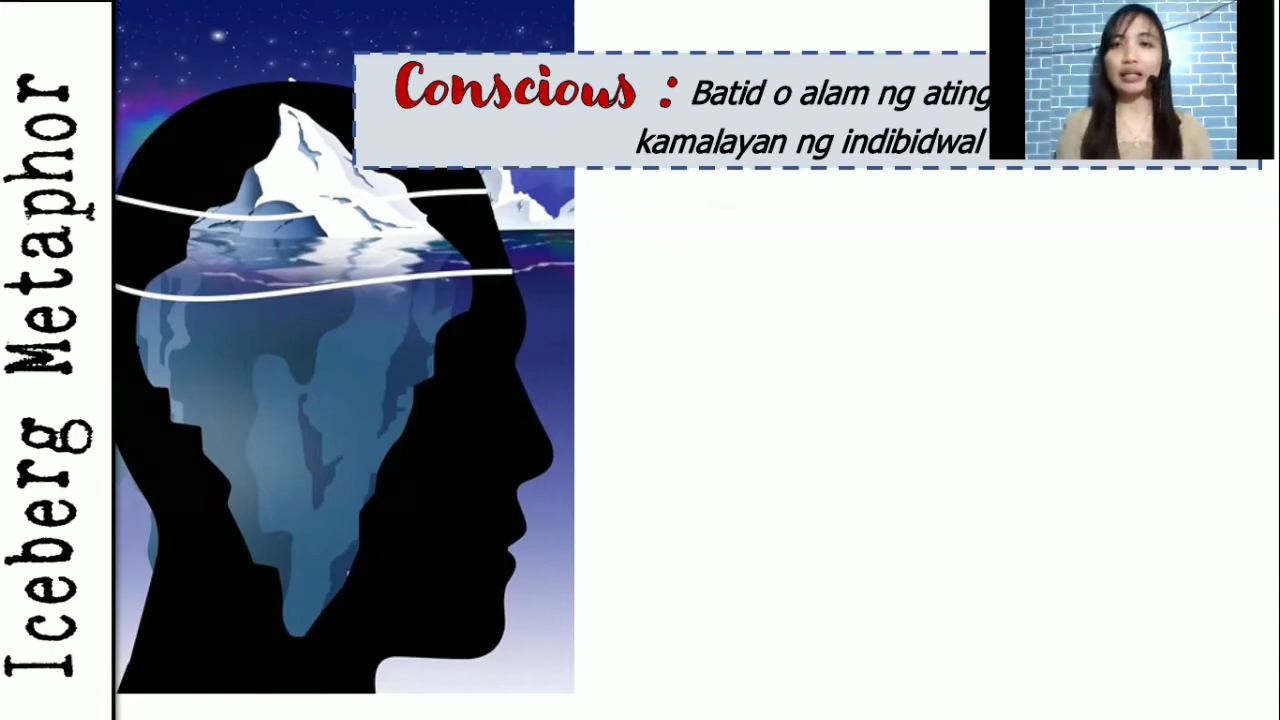 Iceberg Metaphor
Conscious : Batid o alam ng ating
kamalayan ng indibidwal